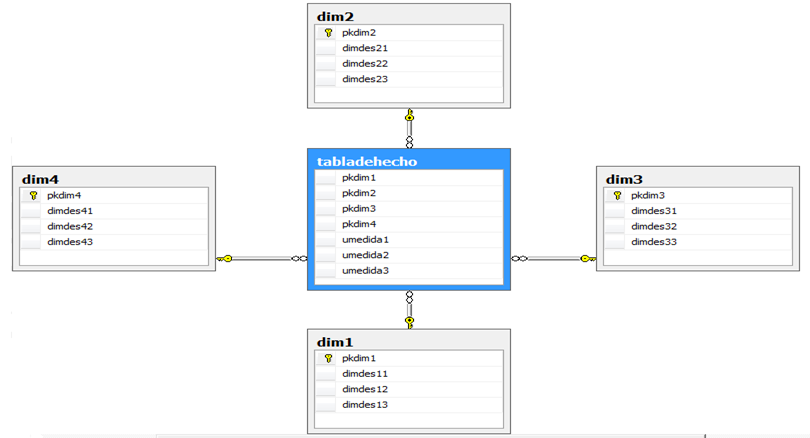 dim2
pkdim2
dimdes21
dimdes22
dimdes23
tabladehecho
pkdim1
pkdim2
pkdim3
pkdim4
umedida1
umedida2
umedida3
dim4
pkdim4
dimdes41
dimdes42
dimdes43
dim3
pkdim3
dimdes31
dimdes32
dimdes33
dim1
pkdim1
dimdes11
dimdes12
dimdes13